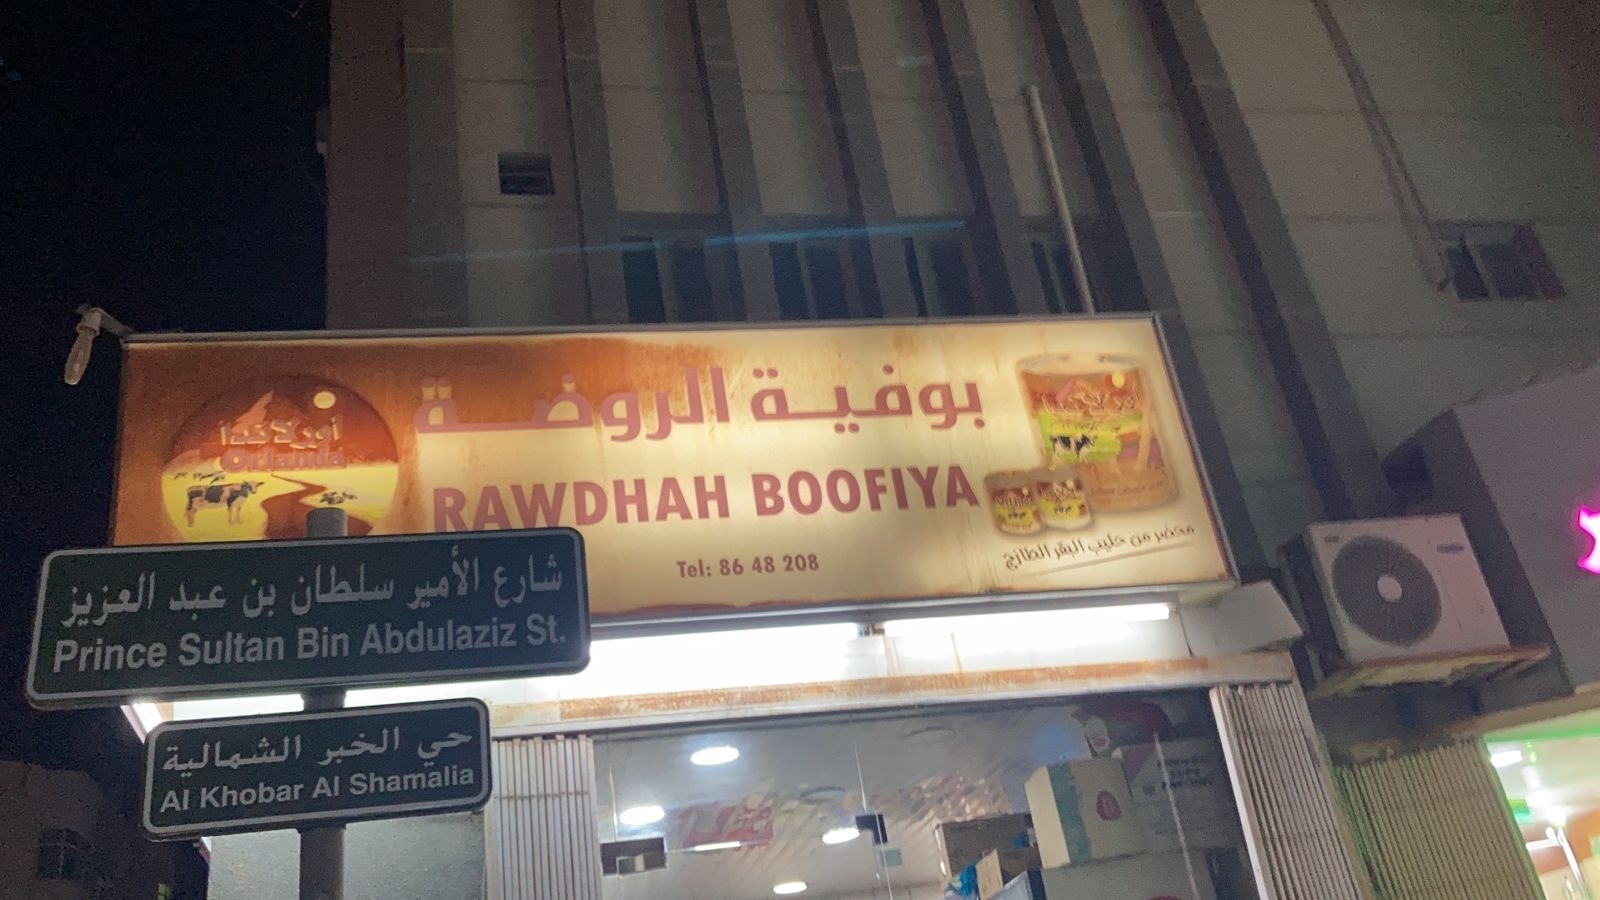 بوفية الروضة
RAWDHAH BOOFIYA
Tel: 86 48 208
أورلاندا
Orlanda
محضر من حليب البقر الطازج
شارع الأمير سلطان بن عبد العزيز
Prince Sultan Bin Abdulaziz St.
حي الخبر الشمالية
Al Khobar Al Shamalia